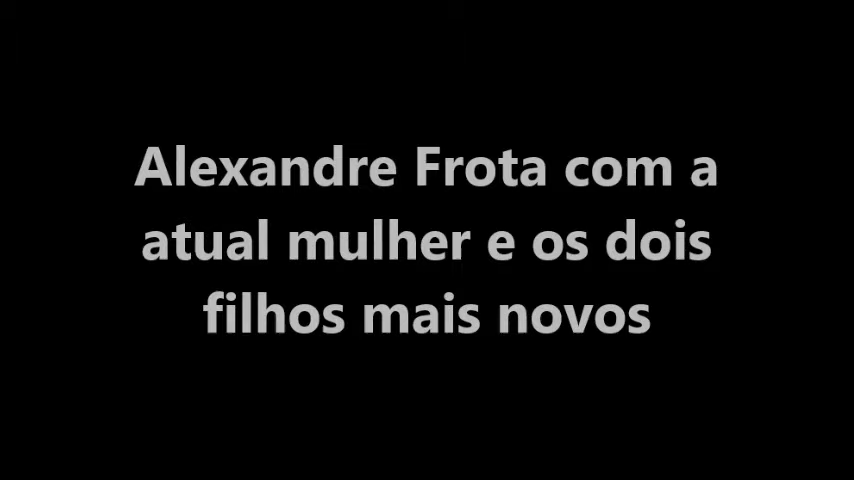 Alexandre Frota com a
atual mulher e os dois
filhos mais novos